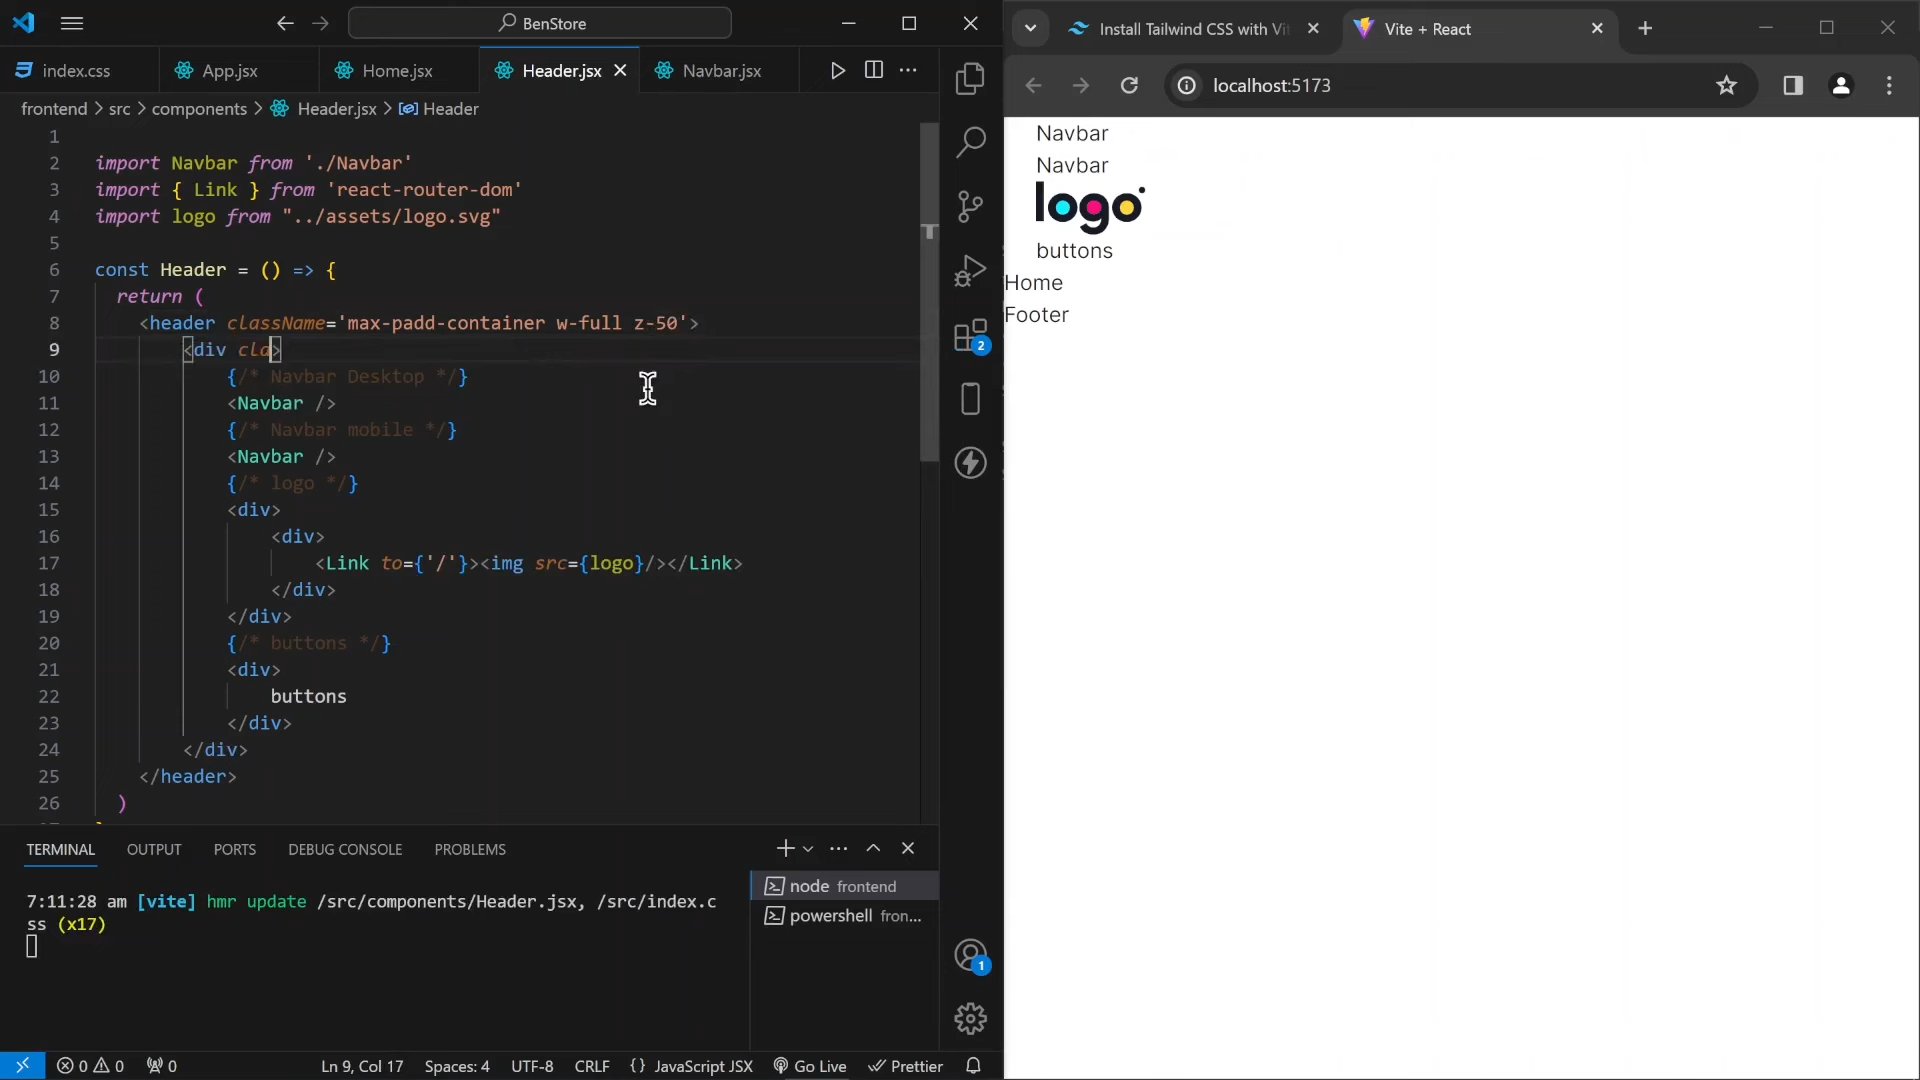 BenStore
index.css
App.jsx
Home.jsx
Header.jsx
Navbar.jsx
frontend > src > components > Header.jsx > Header
1
2 import Navbar from './Navbar'
3 import { Link } from 'react-router-dom'
4 import logo from "../assets/logo.svg"
5
6 const Header = () => {
7 return (
8 <header className='max-padd-container w-full z-50'>
9 <div cla>
10 {/* Navbar Desktop */}
11 <Navbar />
12 {/* Navbar mobile */}
13 <Navbar />
14 {/* logo */}
15 <div>
16 <div>
17 <Link to={'/'}><img src={logo}/></Link>
18 </div>
19 </div>
20 {/* buttons */}
21 <div>
22 buttons
23 </div>
24 </div>
25 </header>
26 )
2
1
TERMINAL
OUTPUT
PORTS
DEBUG CONSOLE
PROBLEMS
7:11:28 am [vite] hmr update /src/components/Header.jsx, /src/index.c
ss (x17)
node frontend
powershell fron...
0 0 0
Ln 9, Col 17
Spaces: 4
UTF-8
CRLF
{} JavaScript JSX
Go Live
Prettier
Install Tailwind CSS with Vi
Vite + React
localhost:5173
Navbar
Navbar
logo
buttons
Home
Footer